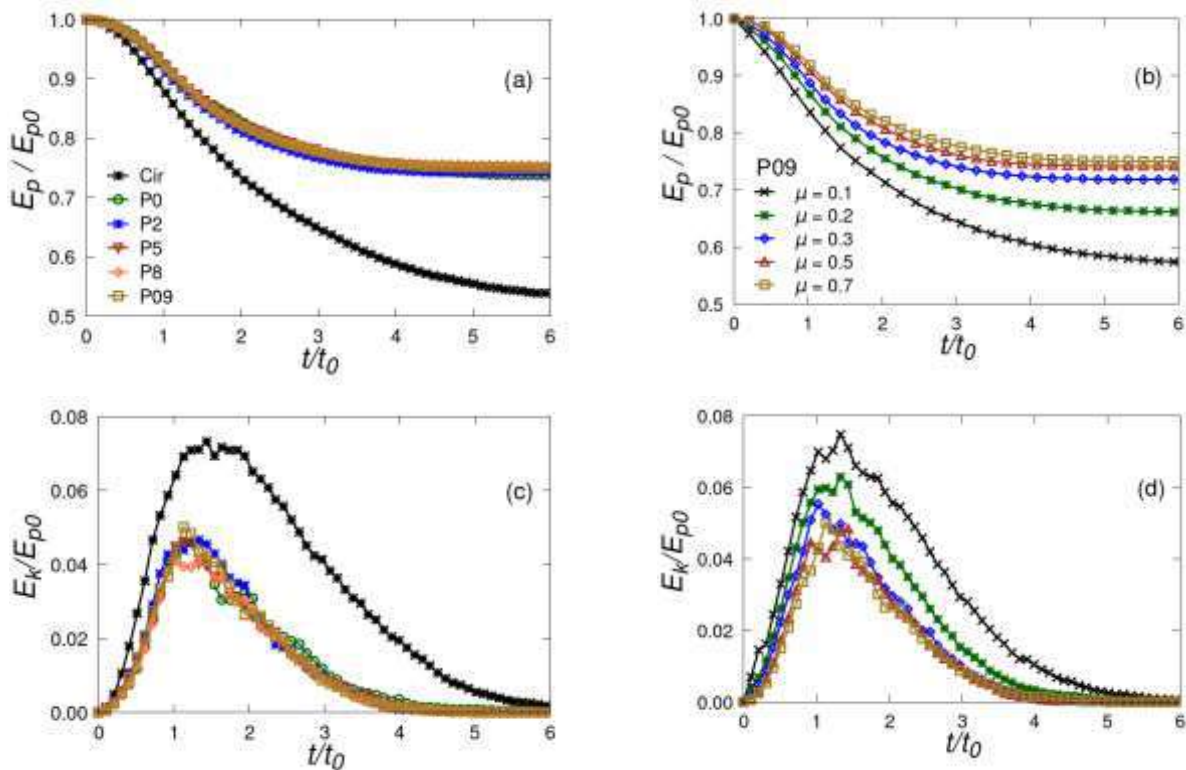 1.0
0.9
0.8
0.7
0.6
0.5
E_p / E_p0
(a)
Cir
P0
P2
P5
P8
P09
0 1 2 3 4 5 6
t/t_0
1.0
0.9
0.8
0.7
0.6
0.5
E_p / E_p0
(b)
P09
μ = 0.1
μ = 0.2
μ = 0.3
μ = 0.5
μ = 0.7
0 1 2 3 4 5 6
t/t_0
0.08
0.06
0.04
0.02
0.00
E_k/E_p0
(c)
0 1 2 3 4 5 6
t/t_0
0.08
0.06
0.04
0.02
0.00
E_k/E_p0
(d)
0 1 2 3 4 5 6
t/t_0